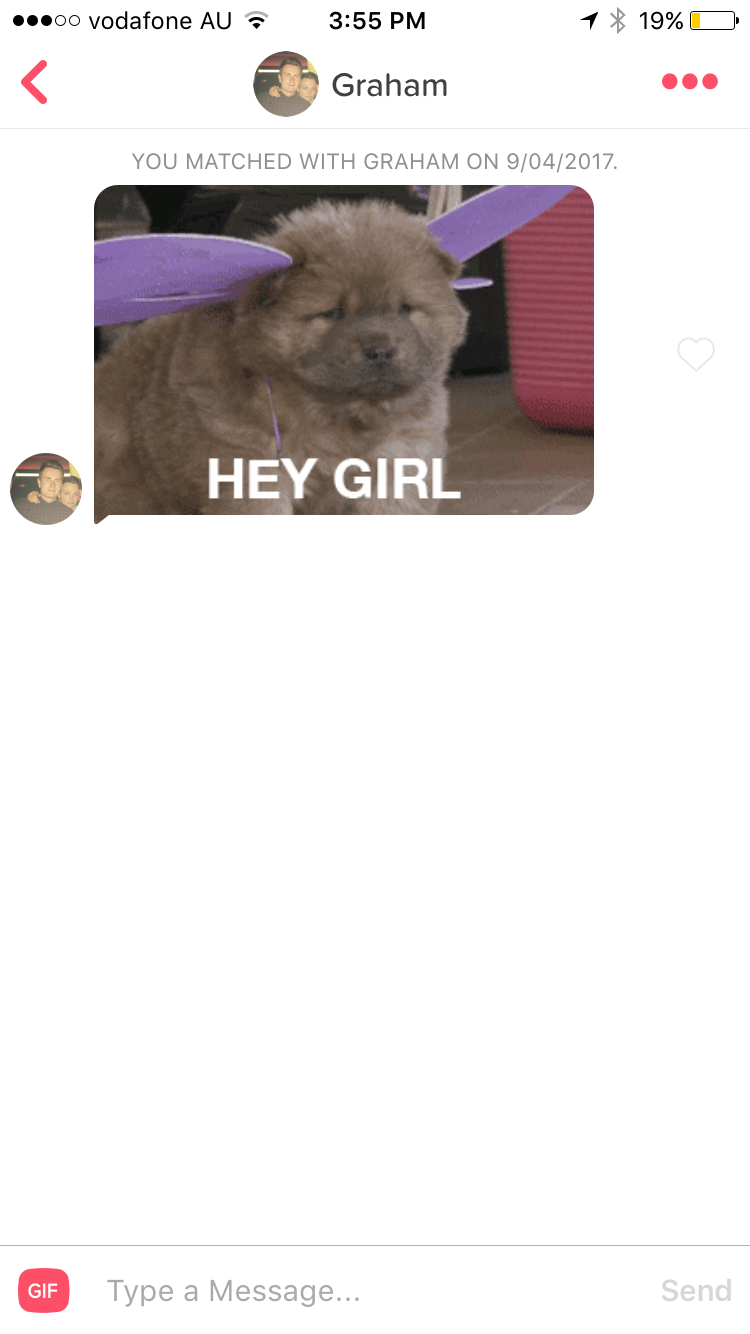 vodafone AU 3:55 PM 19%
Graham
YOU MATCHED WITH GRAHAM ON 9/04/2017.
HEY GIRL
GIF Type a Message... Send